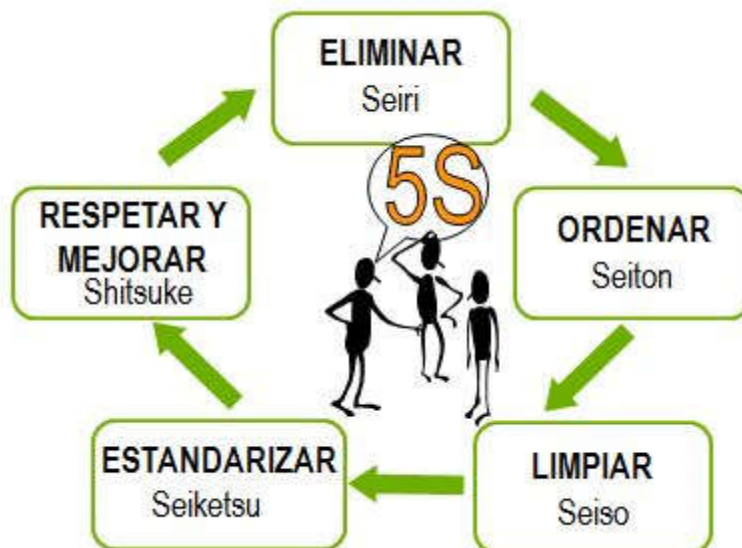 ELIMINAR
Seiri
5S
ORDENAR
Seiton
LIMPIAR
Seiso
ESTANDARIZAR
Seiketsu
RESPETAR Y
MEJORAR
Shitsuke